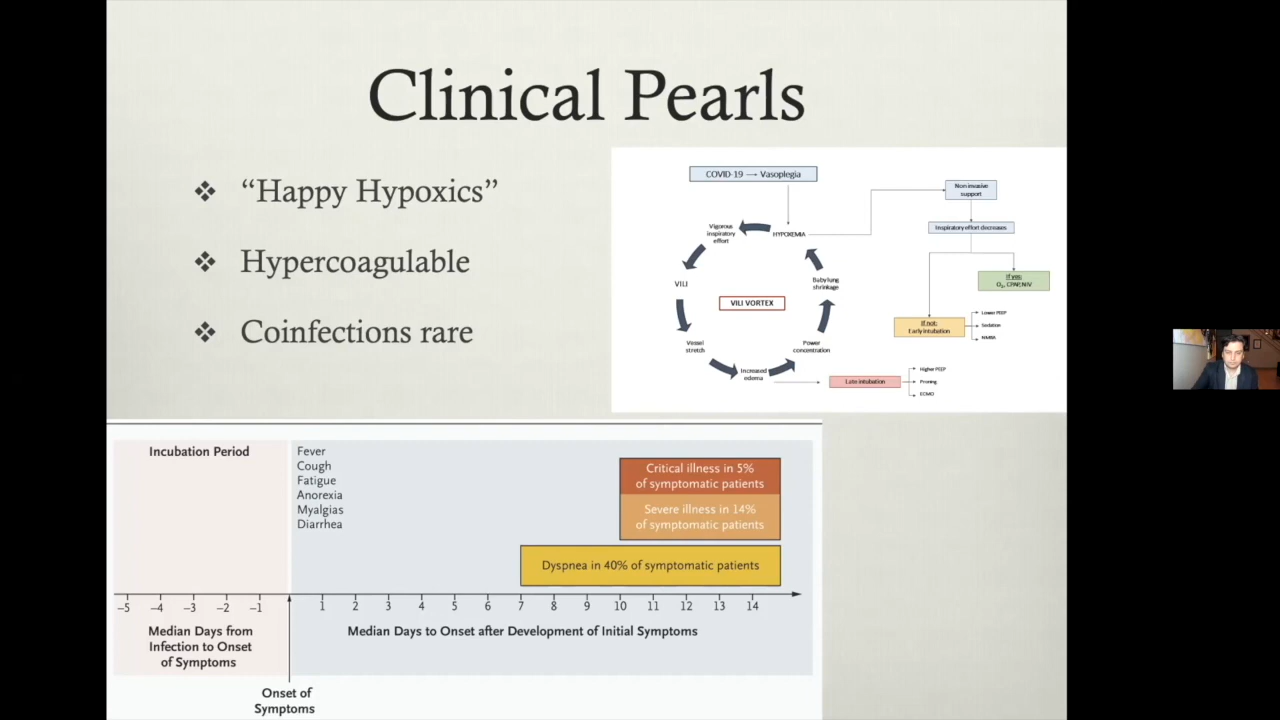 Clinical Pearls
“Happy Hypoxics”
Hypercoagulable
Coinfections rare
COVID-19 → Vasoplegia
HYPOXEMIA
Vigorous
inspiratory
effort
VILI
Vessel
stretch
Increased
edema
Power
concentration
Baby lung
shrinkage
VILI VORTEX
Non invasive
support
Inspiratory effort decreases
If yes:
O₂, CPAP, NIV
If not:
Early intubation
Lower PEEP
Sedation
NMBA
Late intubation
Higher PEEP
Proning
ECMO
Incubation Period
Fever
Cough
Fatigue
Anorexia
Myalgias
Diarrhea
Critical illness in 5%
of symptomatic patients
Severe illness in 14%
of symptomatic patients
Dyspnea in 40% of symptomatic patients
−5 −4 −3 −2 −1 1 2 3 4 5 6 7 8 9 10 11 12 13 14
Median Days from
Infection to Onset
of Symptoms
Median Days to Onset after Development of Initial Symptoms
Onset of
Symptoms